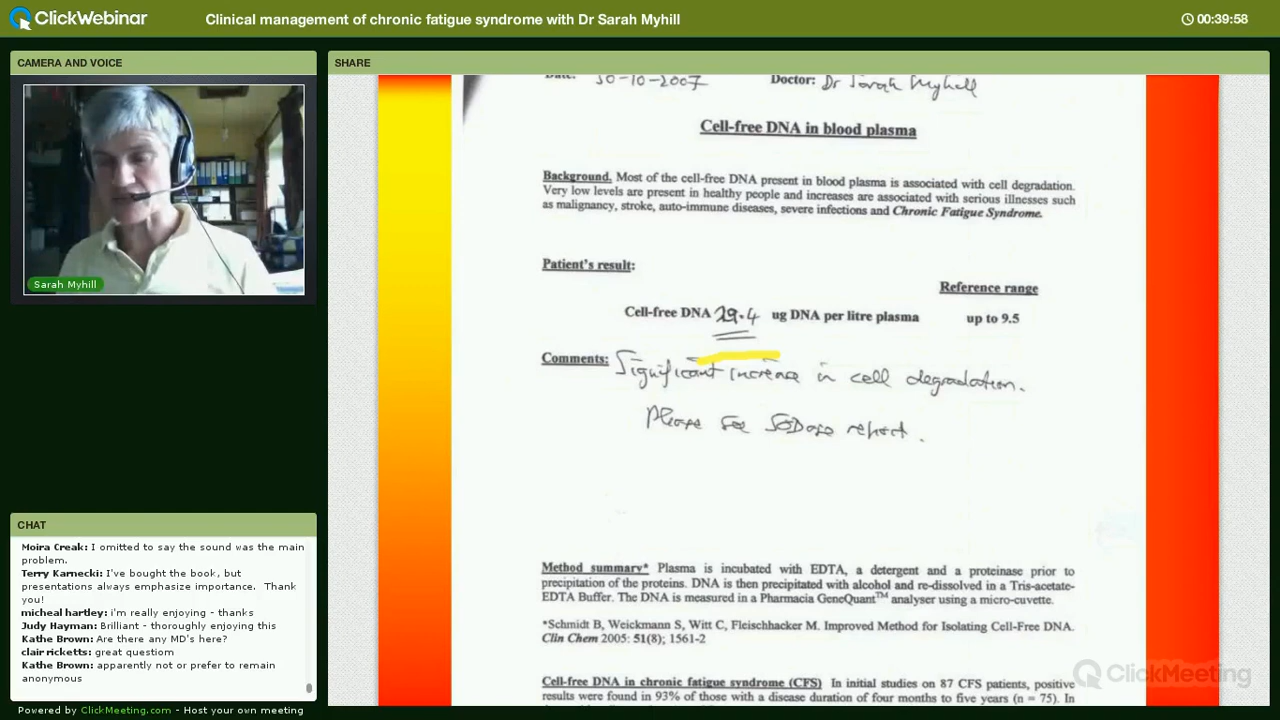 ClickWebinar
Clinical management of chronic fatigue syndrome with Dr Sarah Myhill
00:39:58
CAMERA AND VOICE
Sarah Myhill
SHARE
Date: 30-10-2007 Doctor: Dr Sarah Myhill
Cell-free DNA in blood plasma
Background. Most of the cell-free DNA present in blood plasma is associated with cell degradation.
Very low levels are present in healthy people and increases are associated with serious illnesses such
as malignancy, stroke, auto-immune diseases, severe infections and Chronic Fatigue Syndrome.
Patient's result:
Reference range
Cell-free DNA 29.4 ug DNA per litre plasma up to 9.5
Comments: Significant increase in cell degradation.
Please see SODase report.
Method summary* Plasma is incubated with EDTA, a detergent and a proteinase prior to
precipitation of the proteins. DNA is then precipitated with alcohol and re-dissolved in a Tris-acetate-
EDTA Buffer. The DNA is measured in a Pharmacia GeneQuant™ analyser using a micro-cuvette.
*Schmidt B, Weickmann S, Witt C, Fleischhacker M. Improved Method for Isolating Cell-Free DNA.
Clin Chem 2005: 51(8); 1561-2
Cell-free DNA in chronic fatigue syndrome (CFS) In initial studies on 87 CFS patients, positive
results were found in 93% of those with a disease duration of four months to five years (n = 75). In
ClickMeeting
CHAT
Moira Creak: I omitted to say the sound was the main
problem.
Terry Karnecki: I've bought the book, but
presentations always emphasize importance. Thank
you!
micheal hartley: i'm really enjoying - thanks
Judy Hayman: Brilliant - thoroughly enjoying this
Kathe Brown: Are there any MD's here?
clair ricketts: great questiom
Kathe Brown: apparently not or prefer to remain
anonymous
Powered by ClickMeeting.com - Host your own meeting